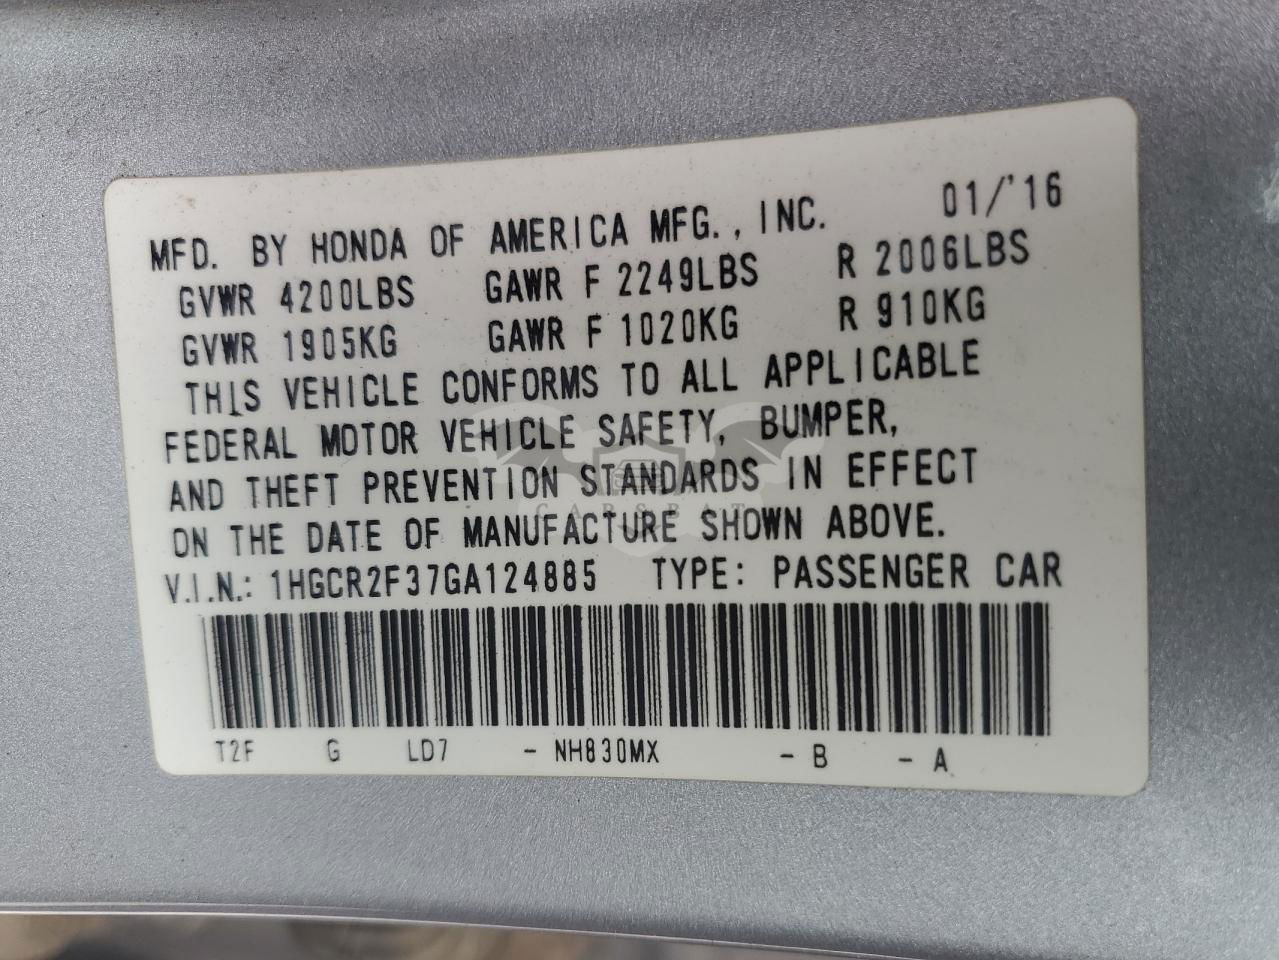 MFD. BY HONDA OF AMERICA MFG., INC. 01/'16
GVWR 4200LBS GAWR F 2249LBS R 2006LBS
GVWR 1905KG GAWR F 1020KG R 910KG
THIS VEHICLE CONFORMS TO ALL APPLICABLE
FEDERAL MOTOR VEHICLE SAFETY, BUMPER,
AND THEFT PREVENTION STANDARDS IN EFFECT
CARSBAT
ON THE DATE OF MANUFACTURE SHOWN ABOVE.
V.I.N.: 1HGCR2F37GA124885 TYPE: PASSENGER CAR
T2F G LD7 - NH830MX - B - A